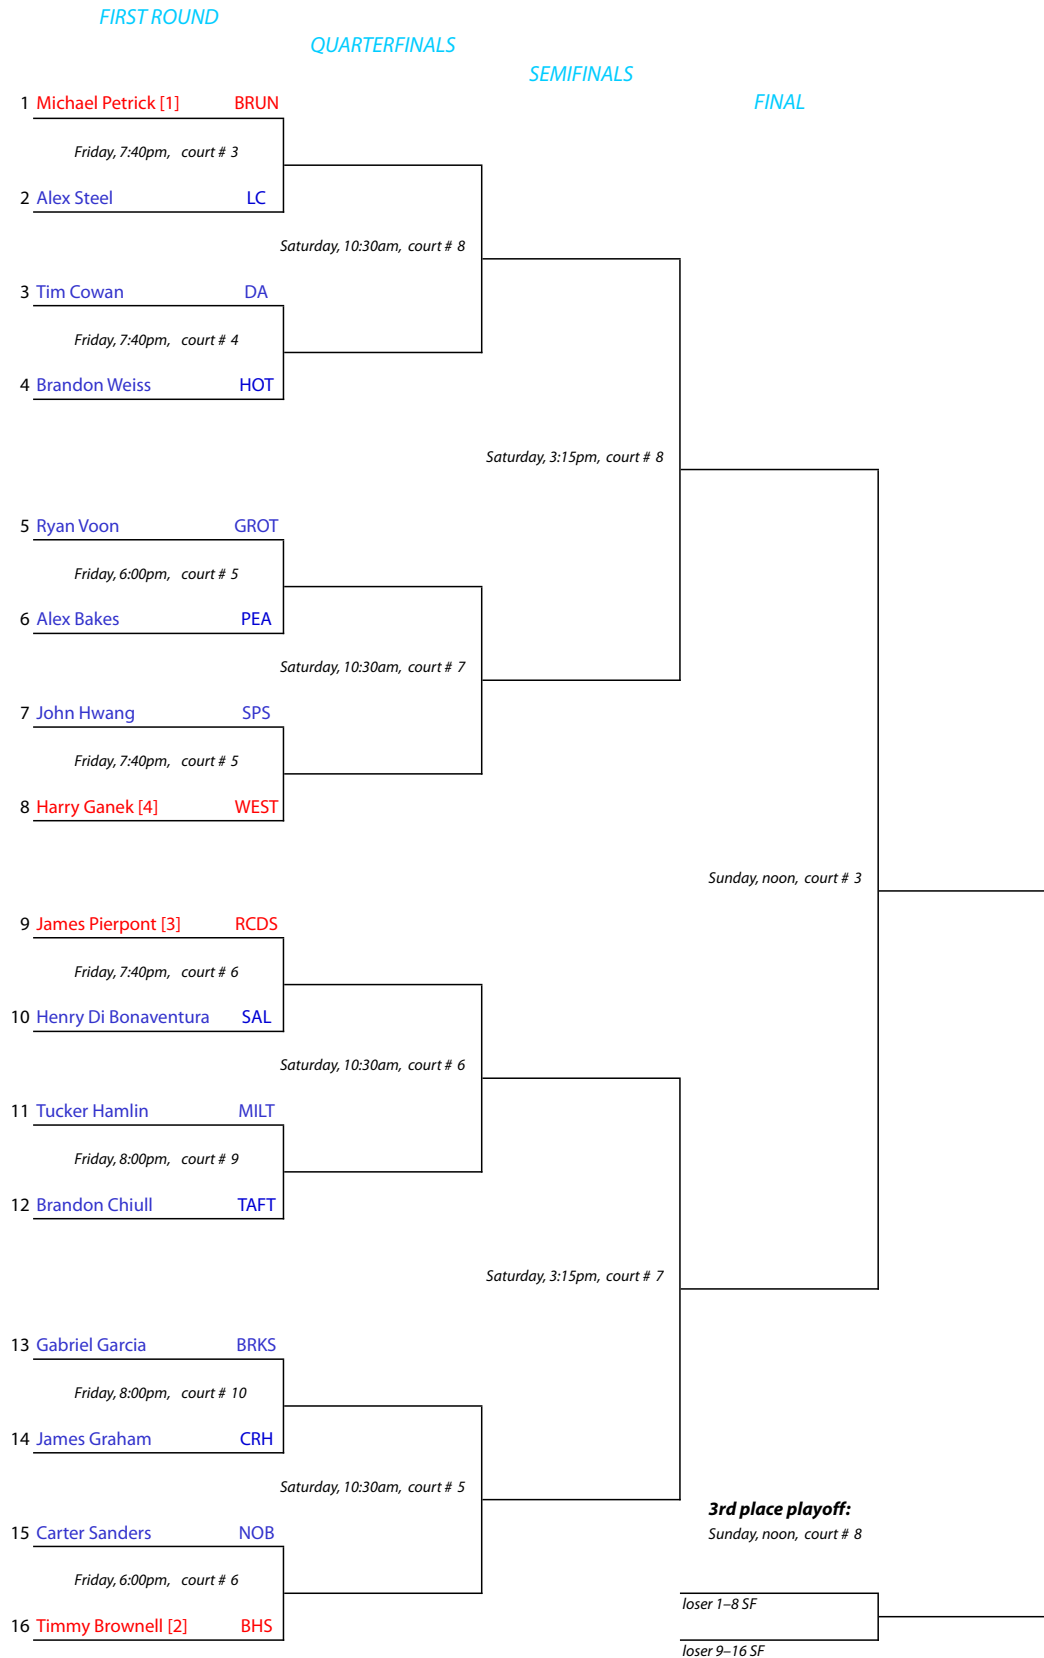 FIRST ROUND
QUARTERFINALS
SEMIFINALS
FINAL
1 Michael Petrick [1] BRUN
Friday, 7:40pm, court # 3
2 Alex Steel LC
Saturday, 10:30am, court # 8
3 Tim Cowan DA
Friday, 7:40pm, court # 4
4 Brandon Weiss HOT
Saturday, 3:15pm, court # 8
5 Ryan Voon GROT
Friday, 6:00pm, court # 5
6 Alex Bakes PEA
Saturday, 10:30am, court # 7
7 John Hwang SPS
Friday, 7:40pm, court # 5
8 Harry Ganek [4] WEST
Sunday, noon, court # 3
9 James Pierpont [3] RCDS
Friday, 7:40pm, court # 6
10 Henry Di Bonaventura SAL
Saturday, 10:30am, court # 6
11 Tucker Hamlin MILT
Friday, 8:00pm, court # 9
12 Brandon Chiull TAFT
Saturday, 3:15pm, court # 7
13 Gabriel Garcia BRKS
Friday, 8:00pm, court # 10
14 James Graham CRH
Saturday, 10:30am, court # 5
3rd place playoff:
15 Carter Sanders NOB
Sunday, noon, court # 8
Friday, 6:00pm, court # 6
loser 1–8 SF
16 Timmy Brownell [2] BHS
loser 9–16 SF